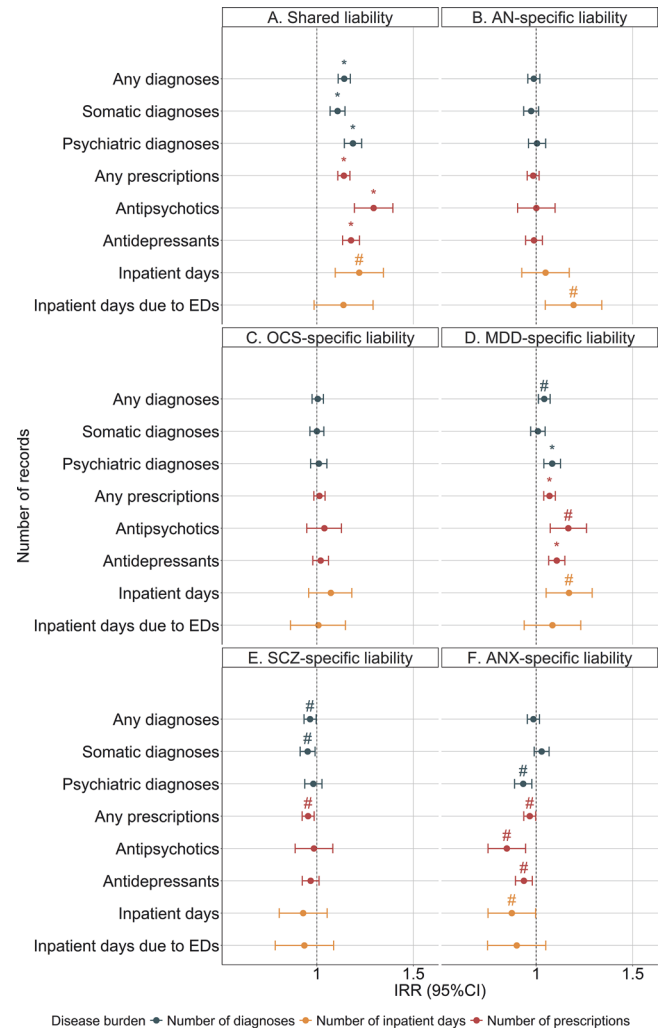 A. Shared liability
B. AN-specific liability
*
Any diagnoses
*
Somatic diagnoses
*
Psychiatric diagnoses
*
Any prescriptions
*
Antipsychotics
*
Antidepressants
#
Inpatient days
#
Inpatient days due to EDs
C. OCS-specific liability
D. MDD-specific liability
#
Any diagnoses
Somatic diagnoses
*
Psychiatric diagnoses
*
Any prescriptions
#
Antipsychotics
*
Antidepressants
#
Inpatient days
Inpatient days due to EDs
Number of records
E. SCZ-specific liability
F. ANX-specific liability
#
Any diagnoses
#
Somatic diagnoses
#
Psychiatric diagnoses
# #
Any prescriptions
#
Antipsychotics
#
Antidepressants
#
Inpatient days
Inpatient days due to EDs
1 1.5 1 1.5
IRR (95%CI)
Disease burden Number of diagnoses Number of inpatient days Number of prescriptions